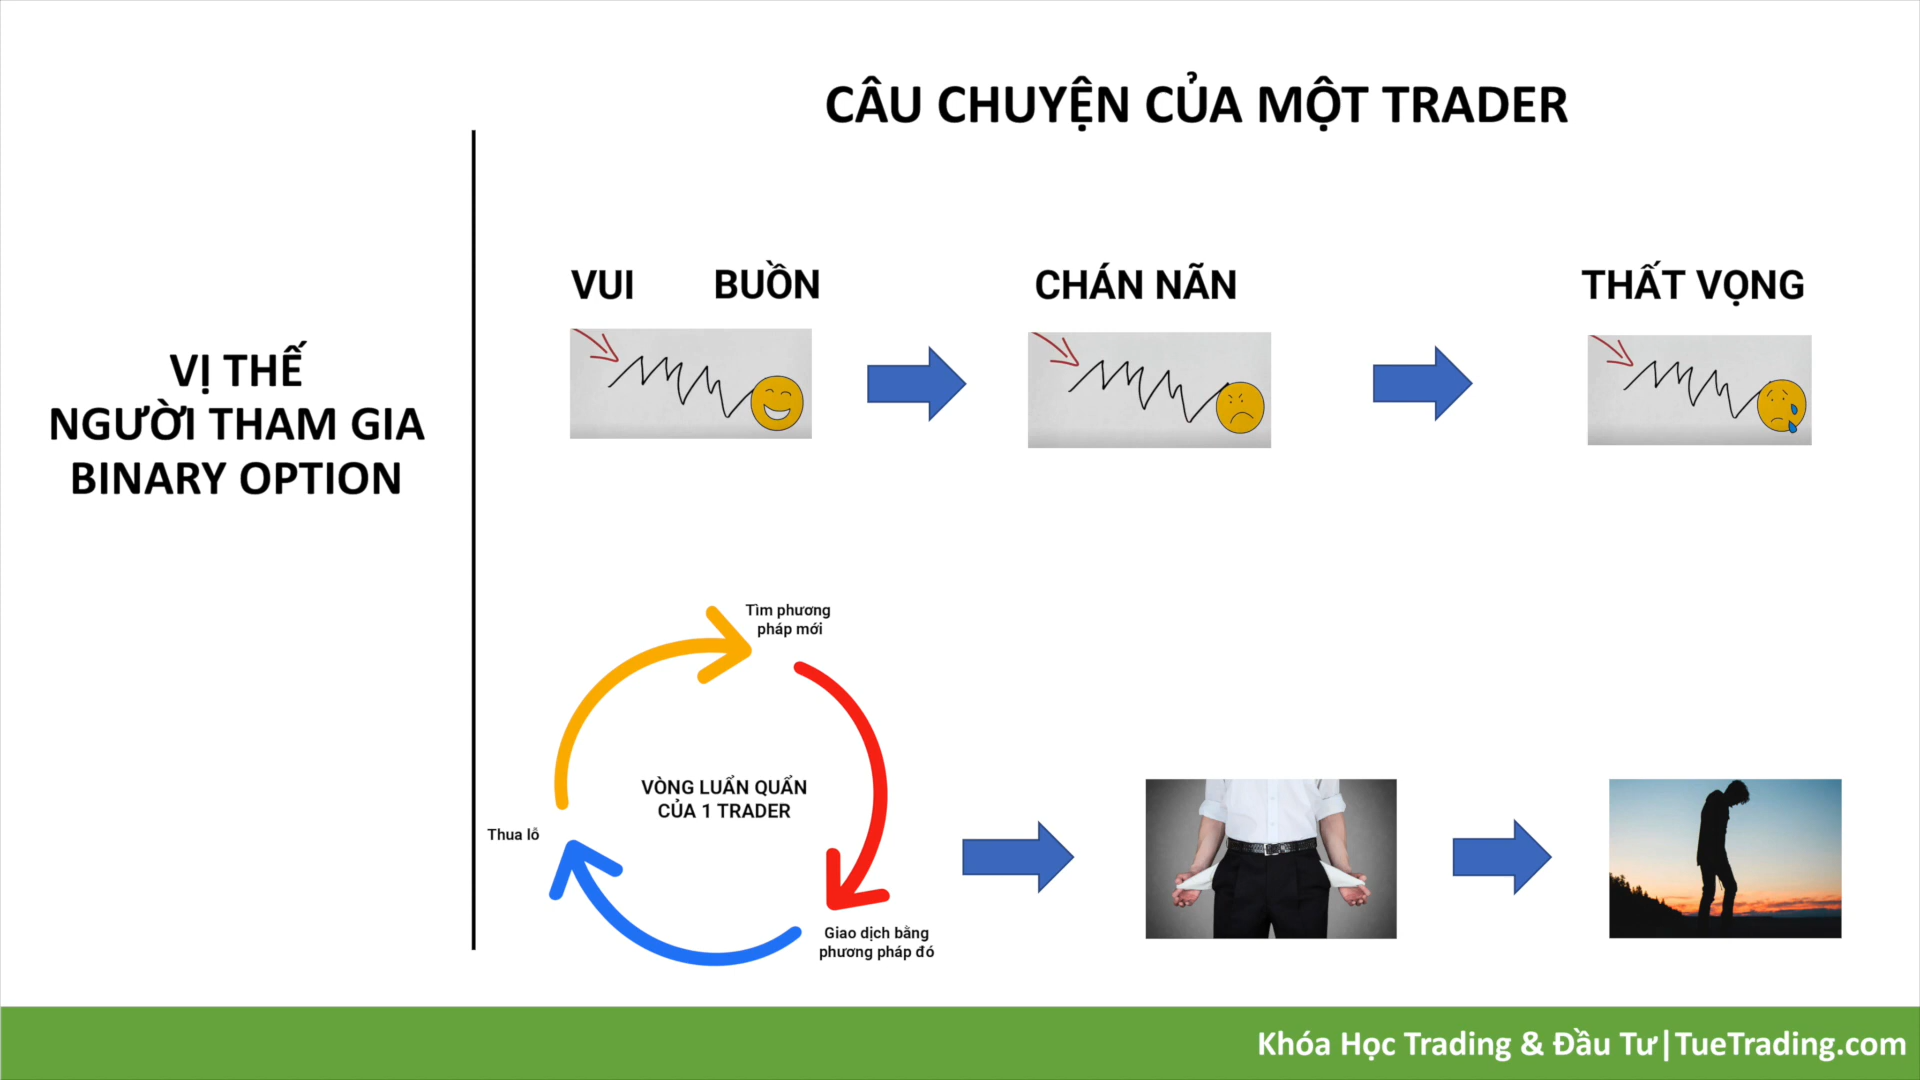 CÂU CHUYỆN CỦA MỘT TRADER
VỊ THẾ
NGƯỜI THAM GIA
BINARY OPTION
VUI
BUỒN
CHÁN NÃN
THẤT VỌNG
Tìm phương
pháp mới
VÒNG LUẨN QUẨN
CỦA 1 TRADER
Thua lỗ
Giao dịch bằng
phương pháp đó
Khóa Học Trading & Đầu Tư|TueTrading.com